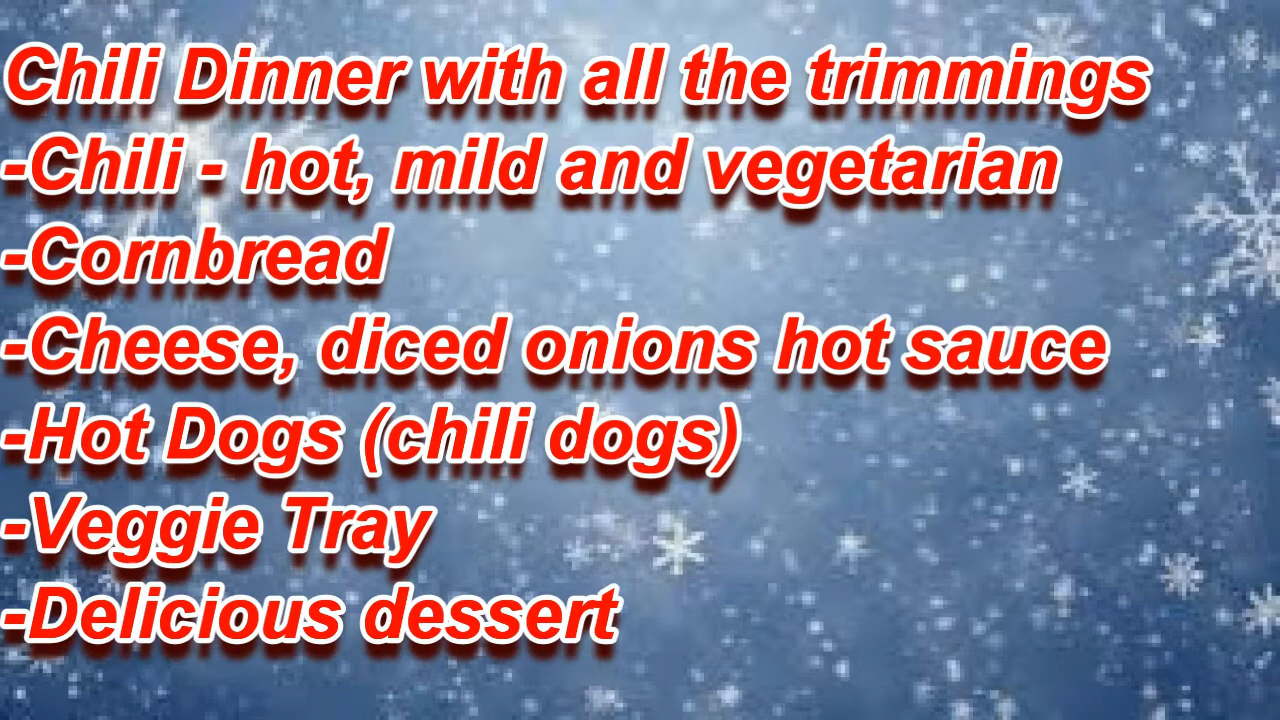 Chili Dinner with all the trimmings
-Chili - hot, mild and vegetarian
-Cornbread
-Cheese, diced onions hot sauce
-Hot Dogs (chili dogs)
-Veggie Tray
-Delicious dessert